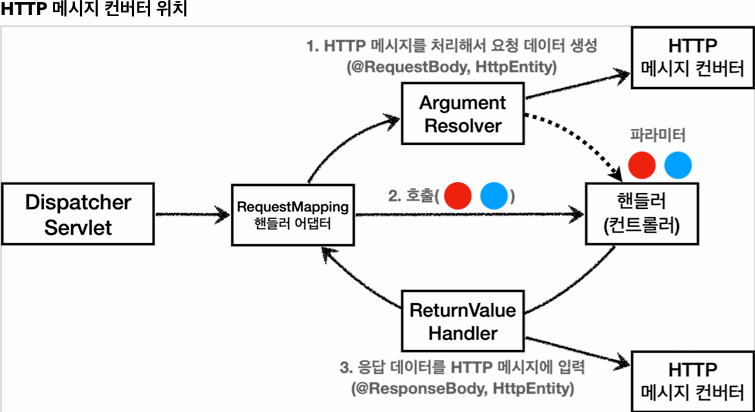 HTTP 메시지 컨버터 위치
1. HTTP 메시지를 처리해서 요청 데이터 생성
(@RequestBody, HttpEntity)
HTTP
메시지 컨버터
Argument
Resolver
파라미터
Dispatcher
Servlet
RequestMapping
핸들러 어댑터
2. 호출( )
핸들러
(컨트롤러)
ReturnValue
Handler
3. 응답 데이터를 HTTP 메시지에 입력
(@ResponseBody, HttpEntity)
HTTP
메시지 컨버터